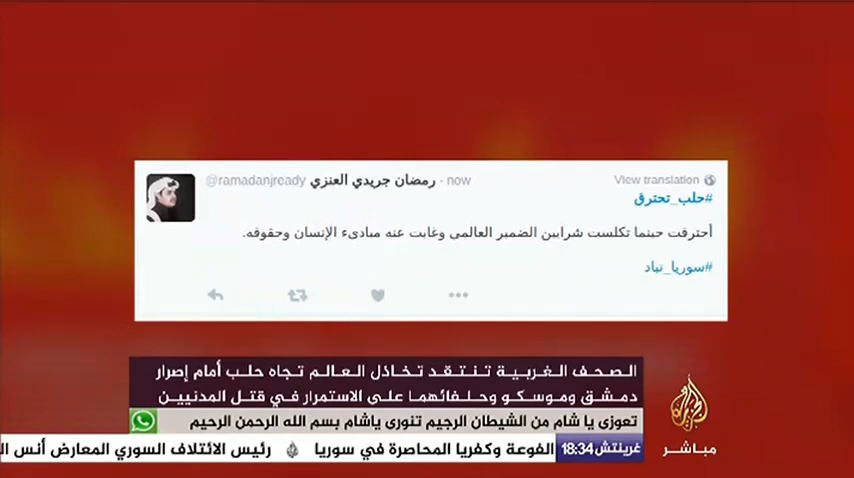 @ramadanjready رمضان جريدي العنزي · now
View translation
#حلب_تحترق
أحترقت حينما تكلست شرايين الضمير العالمى وغابت عنه مبادىء الإنسان وحقوقه.
#سوريا_تباد
الصحف الغربية تنتقد تخاذل العالم تجاه حلب أمام إصرار
دمشق وموسكو وحلفائهما على الاستمرار في قتل المدنيين
تعوزى يا شام من الشيطان الرجيم تنورى ياشام بسم الله الرحمن الرحيم
الجزيرة
مباشر
غرينتش 18:34
الفوعة وكفريا المحاصرة في سوريا
رئيس الائتلاف السوري المعارض أنس ال